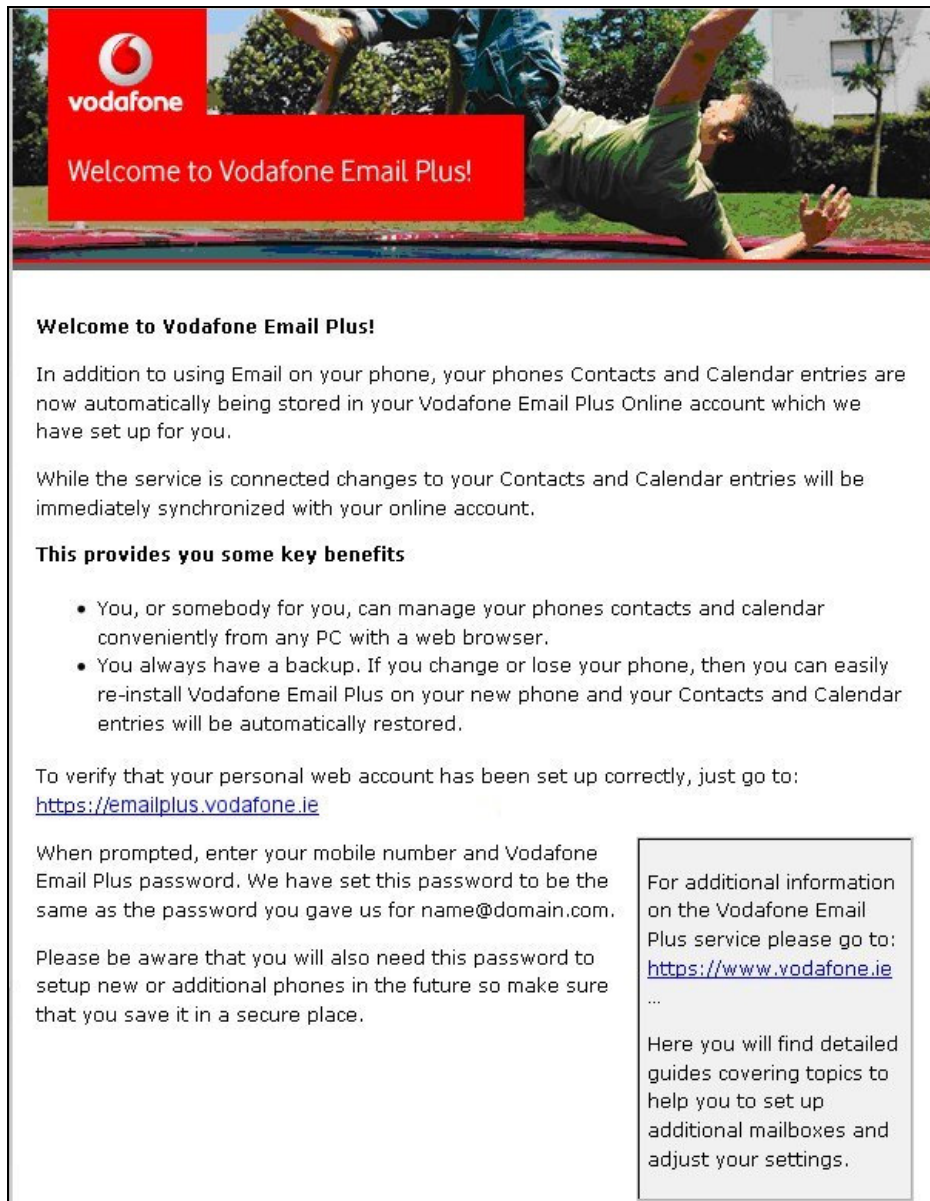 vodafone
Welcome to Vodafone Email Plus!
Welcome to Vodafone Email Plus!
In addition to using Email on your phone, your phones Contacts and Calendar entries are
now automatically being stored in your Vodafone Email Plus Online account which we
have set up for you.
While the service is connected changes to your Contacts and Calendar entries will be
immediately synchronized with your online account.
This provides you some key benefits
• You, or somebody for you, can manage your phones contacts and calendar
conveniently from any PC with a web browser.
• You always have a backup. If you change or lose your phone, then you can easily
re-install Vodafone Email Plus on your new phone and your Contacts and Calendar
entries will be automatically restored.
To verify that your personal web account has been set up correctly, just go to:
https://emailplus.vodafone.ie
When prompted, enter your mobile number and Vodafone
Email Plus password. We have set this password to be the
same as the password you gave us for name@domain.com.
Please be aware that you will also need this password to
setup new or additional phones in the future so make sure
that you save it in a secure place.
For additional information
on the Vodafone Email
Plus service please go to:
https://www.vodafone.ie
...
Here you will find detailed
guides covering topics to
help you to set up
additional mailboxes and
adjust your settings.